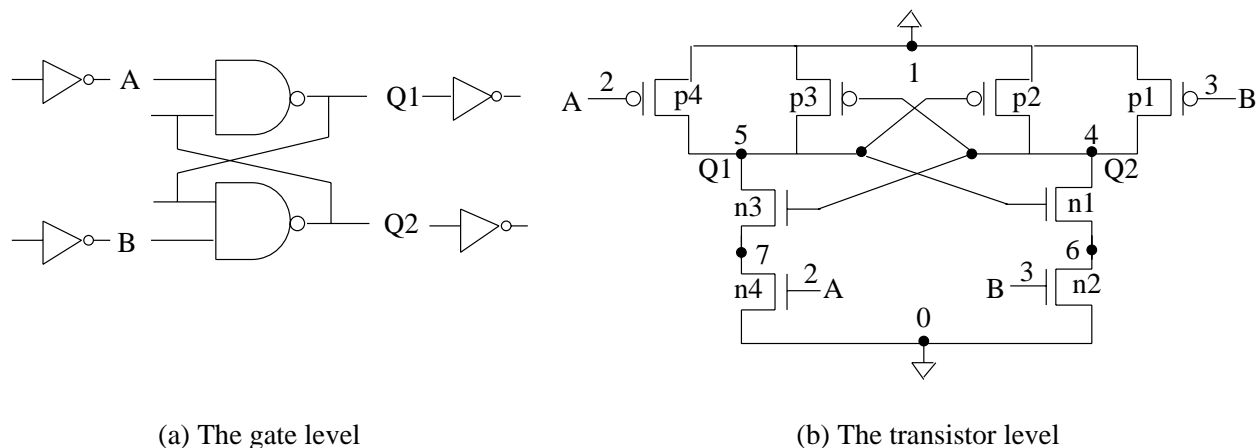 A
Q1
B
Q2
1
2
A
p4
p3
p2
p1
3
B
5
Q1
4
Q2
n3
n1
7
6
n4
2
A
B
3
n2
0
(a) The gate level
(b) The transistor level